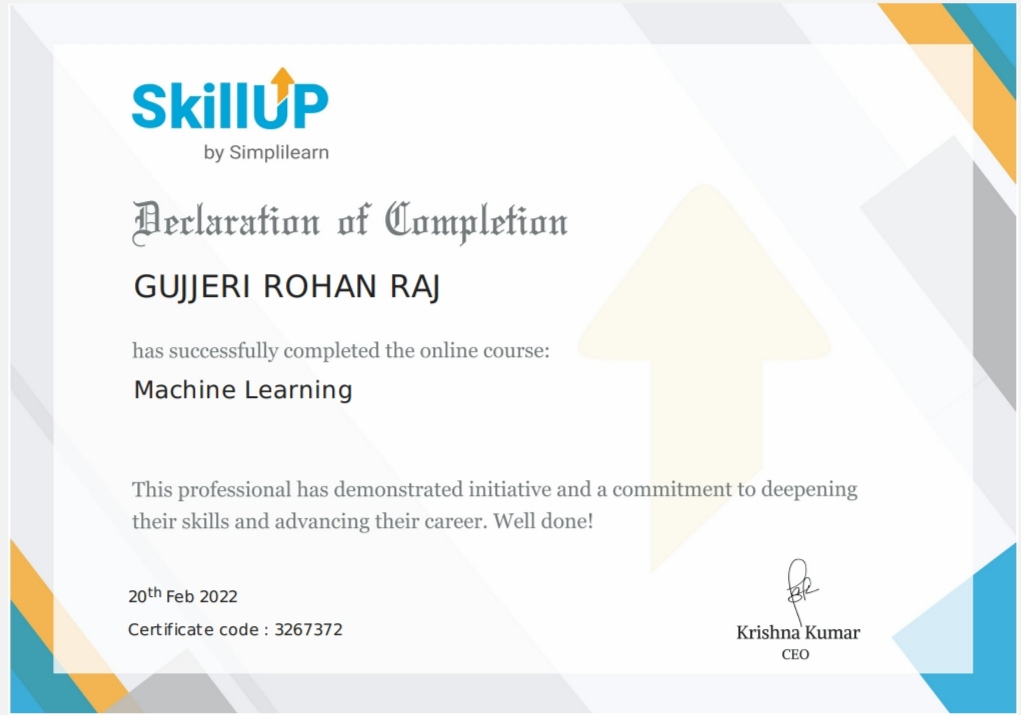 SkillUP
by Simplilearn
Declaration of Completion
GUJJERI ROHAN RAJ
has successfully completed the online course:
Machine Learning
This professional has demonstrated initiative and a commitment to deepening
their skills and advancing their career. Well done!
20th Feb 2022
Certificate code : 3267372
Krishna Kumar
CEO